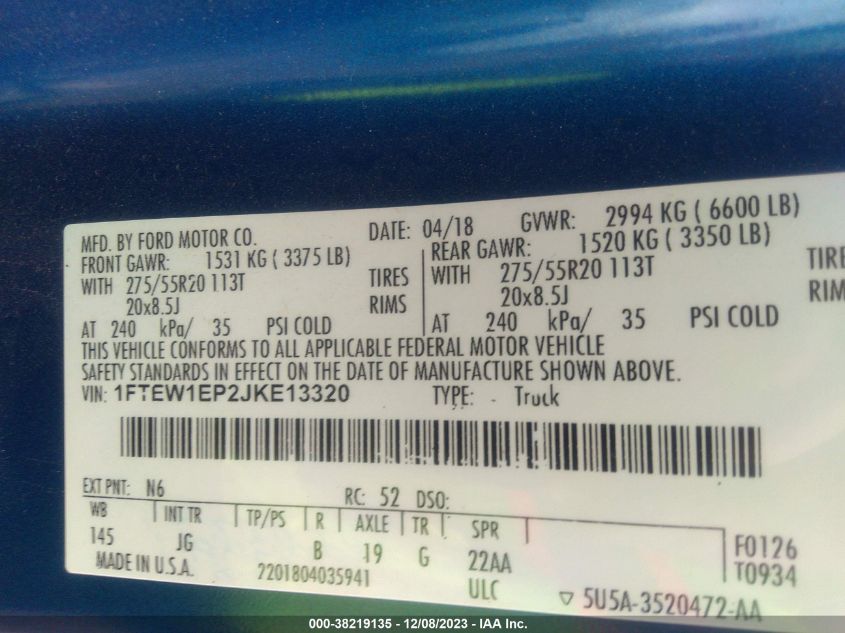 MFD. BY FORD MOTOR CO. DATE: 04/18 GVWR: 2994 KG ( 6600 LB)
FRONT GAWR: 1531 KG ( 3375 LB) REAR GAWR: 1520 KG ( 3350 LB)
WITH 275/55R20 113T TIRES WITH 275/55R20 113T TIRE
20x8.5J RIMS 20x8.5J RIM
AT 240 kPa/ 35 PSI COLD AT 240 kPa/ 35 PSI COLD
THIS VEHICLE CONFORMS TO ALL APPLICABLE FEDERAL MOTOR VEHICLE
SAFETY STANDARDS IN EFFECT ON THE DATE OF MANUFACTURE SHOWN ABOVE.
VIN: 1FTEW1EP2JKE13320 TYPE: - Truck
EXT PNT: N6 RC: 52 DSO:
WB INT TR TP/PS R AXLE TR SPR
145 JG B 19 G 22AA F0126
MADE IN U.S.A. 2201804035941 ULC T0934
▽ 5U5A-3520472-AA
000-38219135 - 12/08/2023 - IAA Inc.